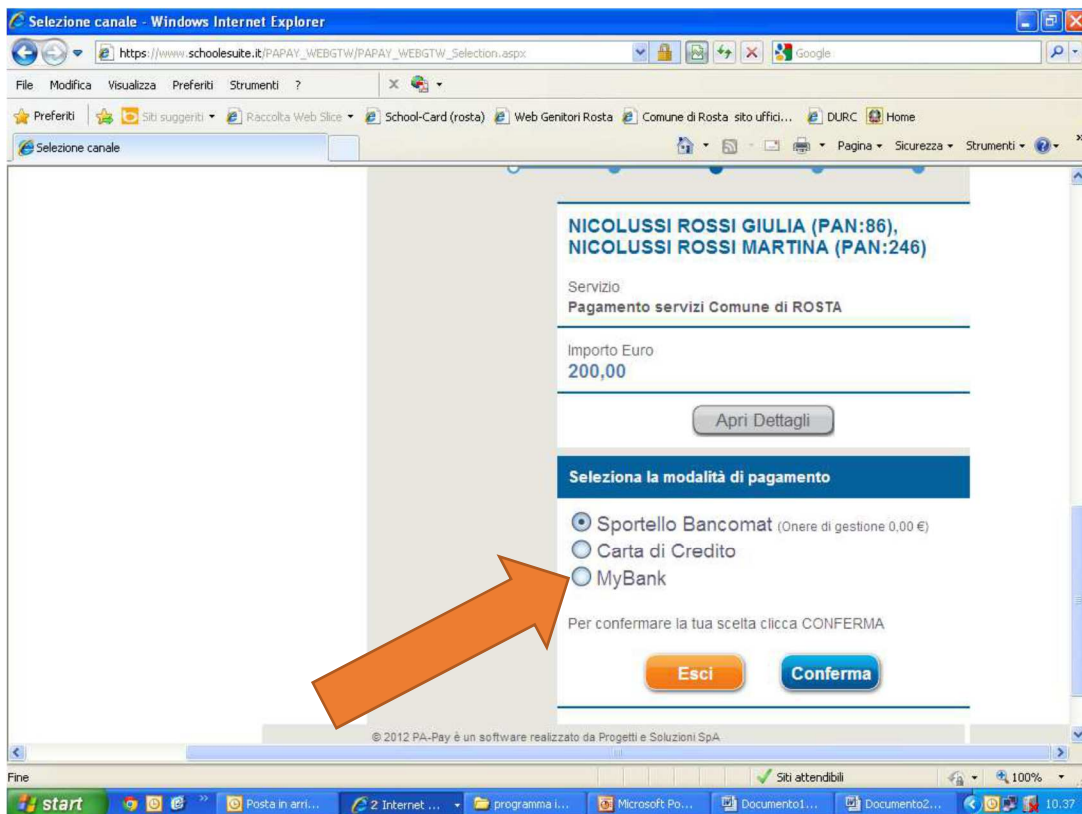 Selezione canale - Windows Internet Explorer
https://www.schoolesuite.it/PAPAY_WEBGTW/PAPAY_WEBGTW_Selection.aspx
Google
File Modifica Visualizza Preferiti Strumenti ?
Preferiti Siti suggeriti Raccolta Web Slice School-Card (rosta) Web Genitori Rosta Comune di Rosta sito uffici... DURC Home
Selezione canale Pagina Sicurezza Strumenti
NICOLUSSI ROSSI GIULIA (PAN:86),
NICOLUSSI ROSSI MARTINA (PAN:246)
Servizio
Pagamento servizi Comune di ROSTA
Importo Euro
200,00
Apri Dettagli
Seleziona la modalità di pagamento
Sportello Bancomat (Onere di gestione 0,00 €)
Carta di Credito
MyBank
Per confermare la tua scelta clicca CONFERMA
Esci Conferma
© 2012 PA-Pay è un software realizzato da Progetti e Soluzioni SpA
Fine Siti attendibili 100%
start Posta in arri... 2 Internet ... programma i... Microsoft Po... Documento1... Documento2... 10.37